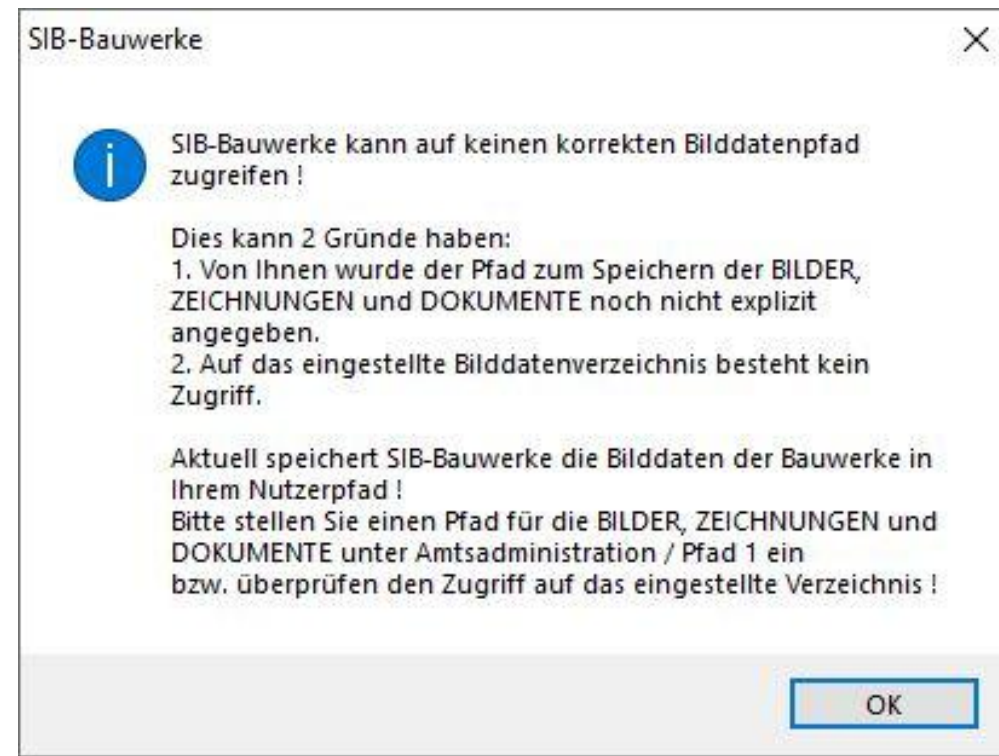 SIB-Bauwerke
SIB-Bauwerke kann auf keinen korrekten Bilddatenpfad
zugreifen !
Dies kann 2 Gründe haben:
1. Von Ihnen wurde der Pfad zum Speichern der BILDER,
ZEICHNUNGEN und DOKUMENTE noch nicht explizit
angegeben.
2. Auf das eingestellte Bilddatenverzeichnis besteht kein
Zugriff.
Aktuell speichert SIB-Bauwerke die Bilddaten der Bauwerke in
Ihrem Nutzerpfad !
Bitte stellen Sie einen Pfad für die BILDER, ZEICHNUNGEN und
DOKUMENTE unter Amtsadministration / Pfad 1 ein
bzw. überprüfen den Zugriff auf das eingestellte Verzeichnis !
OK